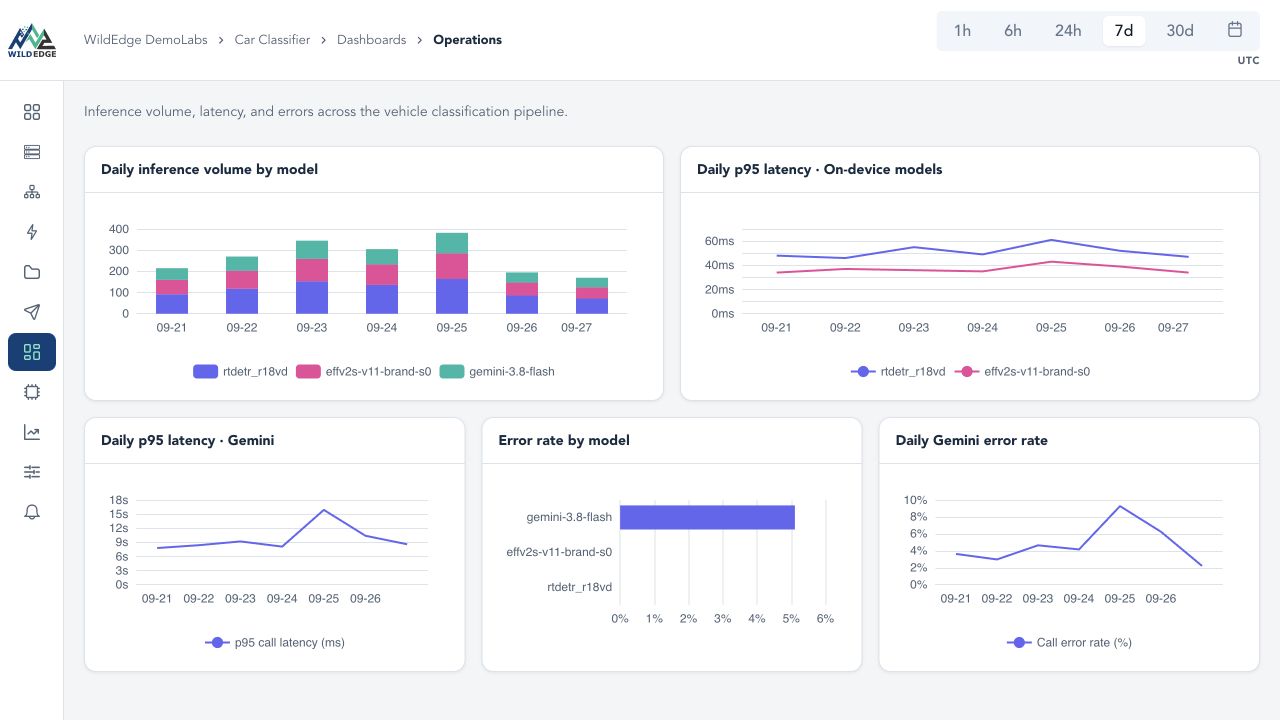 WILDEDGE
WildEdge DemoLabs > Car Classifier > Dashboards > Operations
1h 6h 24h 7d 30d
UTC
Inference volume, latency, and errors across the vehicle classification pipeline.
Daily inference volume by model
400
300
200
100
0
09-21 09-22 09-23 09-24 09-25 09-26 09-27
rtdetr_r18vd effv2s-v11-brand-s0 gemini-3.8-flash
Daily p95 latency · On-device models
60ms
40ms
20ms
0ms
09-21 09-22 09-23 09-24 09-25 09-26 09-27
rtdetr_r18vd effv2s-v11-brand-s0
Daily p95 latency · Gemini
18s
15s
12s
9s
6s
3s
0s
09-21 09-22 09-23 09-24 09-25 09-26
p95 call latency (ms)
Error rate by model
gemini-3.8-flash
effv2s-v11-brand-s0
rtdetr_r18vd
0% 1% 2% 3% 4% 5% 6%
Daily Gemini error rate
10%
8%
6%
4%
2%
0%
09-21 09-22 09-23 09-24 09-25 09-26
Call error rate (%)